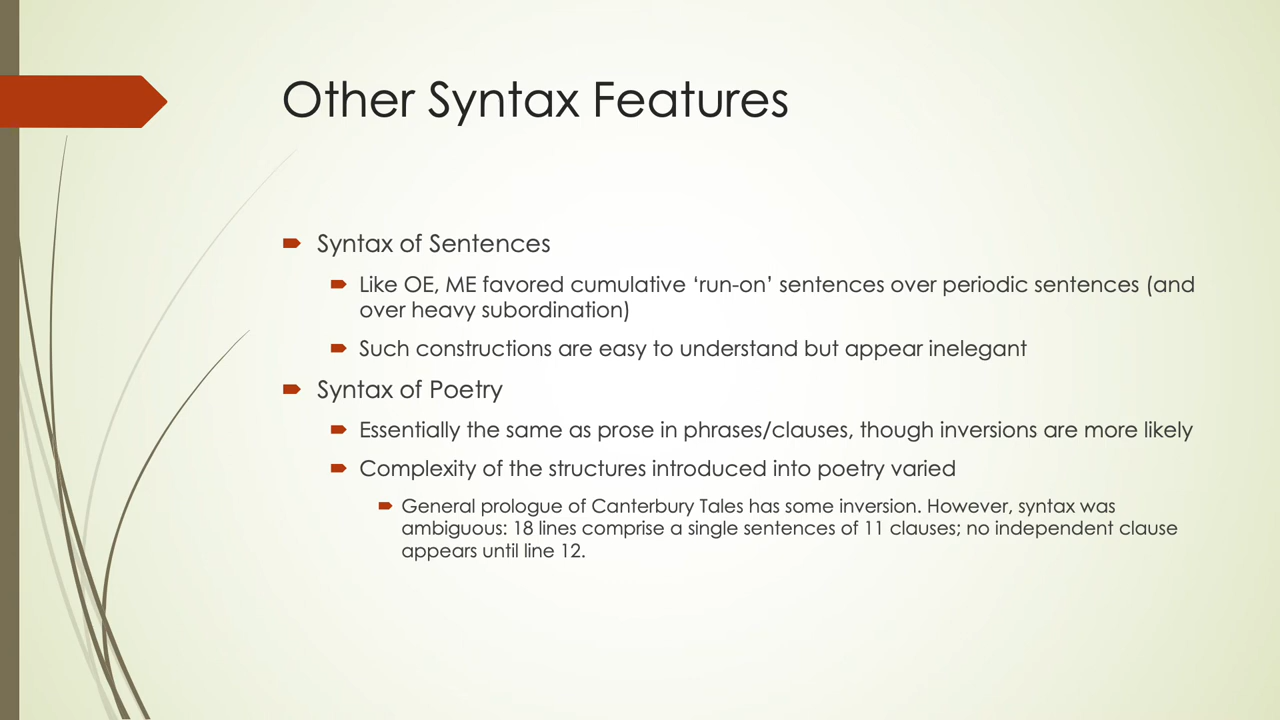 Other Syntax Features
Syntax of Sentences
Like OE, ME favored cumulative ‘run-on’ sentences over periodic sentences (and
over heavy subordination)
Such constructions are easy to understand but appear inelegant
Syntax of Poetry
Essentially the same as prose in phrases/clauses, though inversions are more likely
Complexity of the structures introduced into poetry varied
General prologue of Canterbury Tales has some inversion. However, syntax was
ambiguous: 18 lines comprise a single sentences of 11 clauses; no independent clause
appears until line 12.